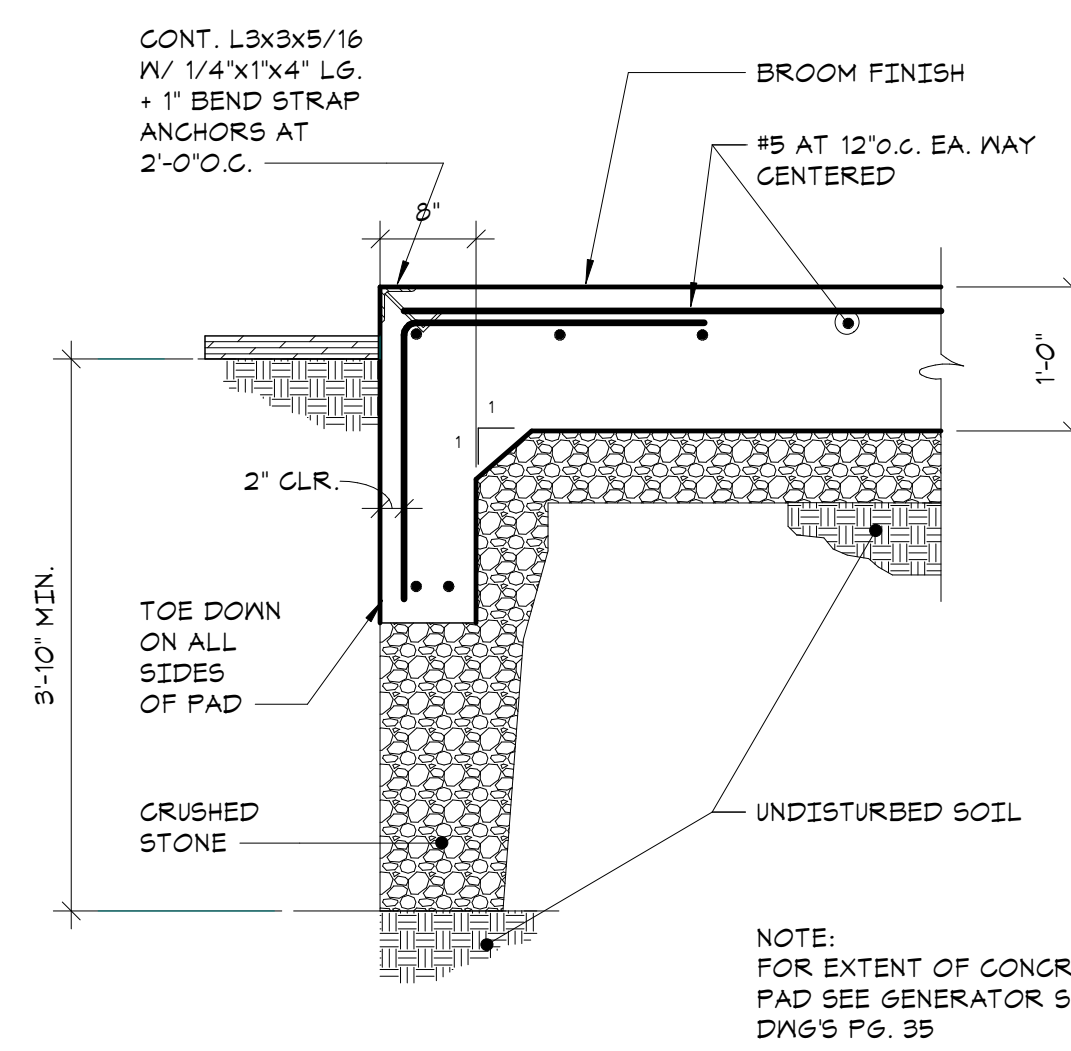 CONT. L3x3x5/16
W/ 1/4"x1"x4" LG.
+ 1" BEND STRAP
ANCHORS AT
2'-0"O.C.
BROOM FINISH
#5 AT 12"O.C. EA. WAY
CENTERED
8"
1'-0"
1
1
2" CLR.
3'-10" MIN.
TOE DOWN
ON ALL
SIDES
OF PAD
CRUSHED
STONE
UNDISTURBED SOIL
NOTE:
FOR EXTENT OF CONCR
PAD SEE GENERATOR S
DWG'S PG. 35